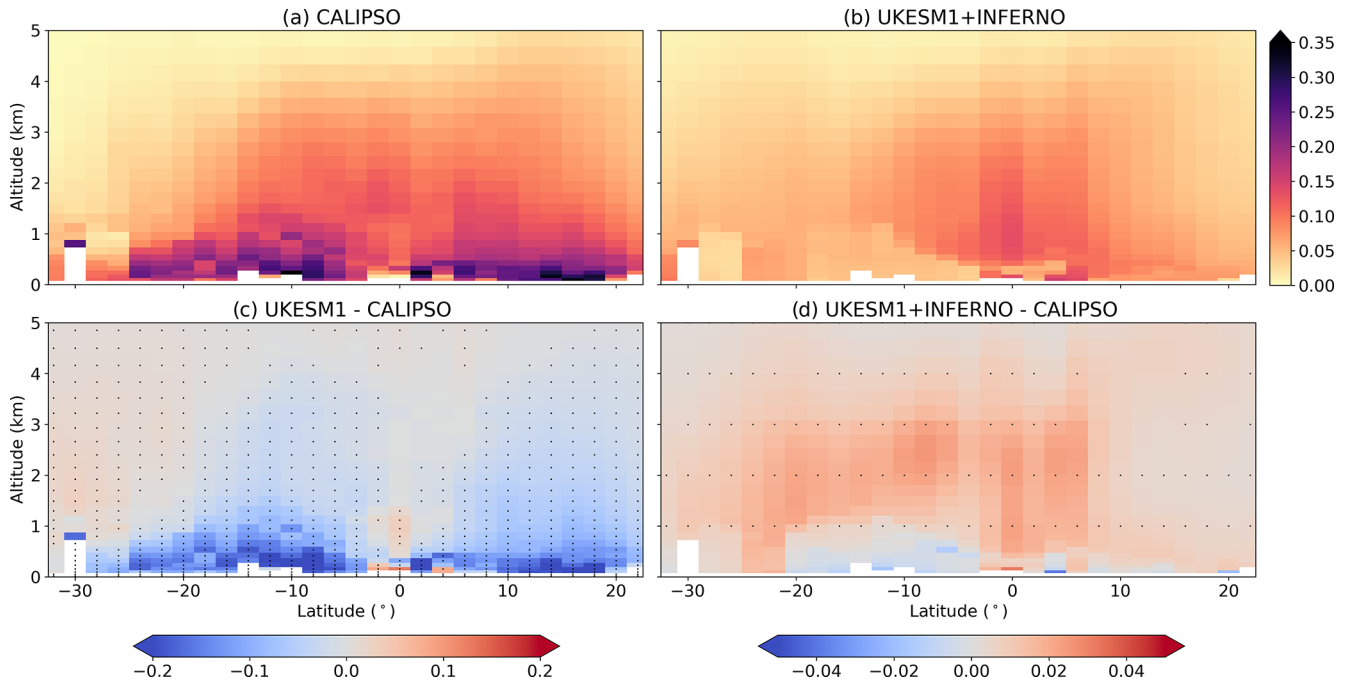 (a) CALIPSO
(b) UKESM1+INFERNO
5
4
3
2
1
0
Altitude (km)
0.35
0.30
0.25
0.20
0.15
0.10
0.05
0.00
(c) UKESM1 - CALIPSO
(d) UKESM1+INFERNO - CALIPSO
5
4
3
2
1
0
Altitude (km)
−30 −20 −10 0 10 20
−30 −20 −10 0 10 20
Latitude (°)
Latitude (°)
−0.2 −0.1 0.0 0.1 0.2
−0.04 −0.02 0.00 0.02 0.04